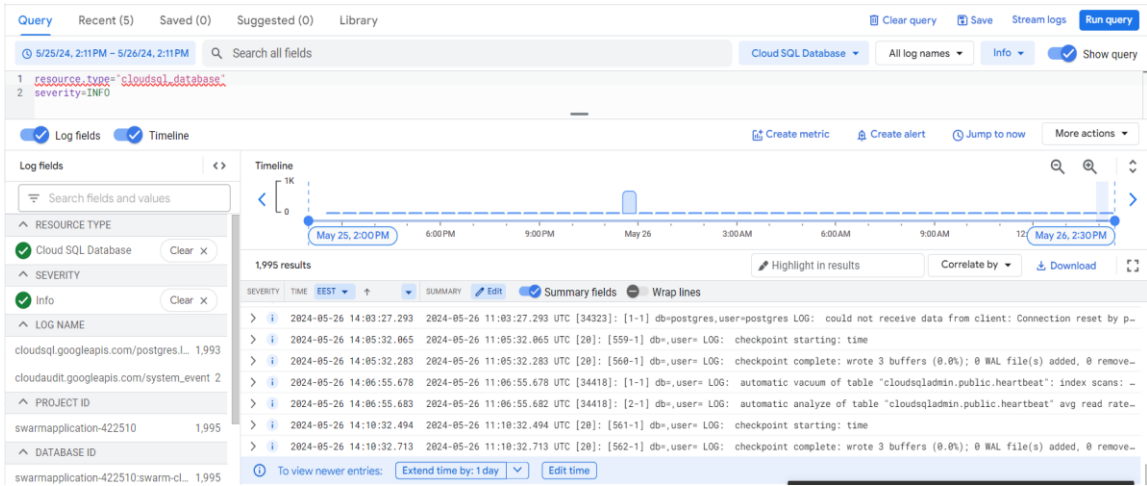 Query Recent (5) Saved (0) Suggested (0) Library Clear query Save Stream logs Run query
5/25/24, 2:11 PM – 5/26/24, 2:11 PM Search all fields Cloud SQL Database All log names Info Show query
1 resource.type="cloudsql_database"
2 severity=INFO
Log fields Timeline Create metric Create alert Jump to now More actions
Log fields
Search fields and values
RESOURCE TYPE
Cloud SQL Database Clear X
SEVERITY
Info Clear X
LOG NAME
cloudsql.googleapis.com/postgres.l... 1,993
cloudaudit.googleapis.com/system_event 2
PROJECT ID
swarmapplication-422510 1,995
DATABASE ID
swarmapplication-422510:swarm-cl... 1,995
Timeline
1K
0
May 25, 2:00 PM 6:00 PM 9:00 PM May 26 3:00 AM 6:00 AM 9:00 AM 12: May 26, 2:30 PM
1,995 results Highlight in results Correlate by Download
SEVERITY TIME EEST SUMMARY Edit Summary fields Wrap lines
2024-05-26 14:03:27.293 2024-05-26 11:03:27.293 UTC [34323]: [1-1] db=postgres,user=postgres LOG: could not receive data from client: Connection reset by p…
2024-05-26 14:05:32.065 2024-05-26 11:05:32.065 UTC [20]: [559-1] db=,user= LOG: checkpoint starting: time
2024-05-26 14:05:32.283 2024-05-26 11:05:32.283 UTC [20]: [560-1] db=,user= LOG: checkpoint complete: wrote 3 buffers (0.0%); 0 WAL file(s) added, 0 remove…
2024-05-26 14:06:55.678 2024-05-26 11:06:55.678 UTC [34418]: [1-1] db=,user= LOG: automatic vacuum of table "cloudsqladmin.public.heartbeat": index scans: …
2024-05-26 14:06:55.683 2024-05-26 11:06:55.682 UTC [34418]: [2-1] db=,user= LOG: automatic analyze of table "cloudsqladmin.public.heartbeat" avg read rate…
2024-05-26 14:10:32.494 2024-05-26 11:10:32.494 UTC [20]: [561-1] db=,user= LOG: checkpoint starting: time
2024-05-26 14:10:32.713 2024-05-26 11:10:32.713 UTC [20]: [562-1] db=,user= LOG: checkpoint complete: wrote 3 buffers (0.0%); 0 WAL file(s) added, 0 remove…
To view newer entries: Extend time by: 1 day Edit time